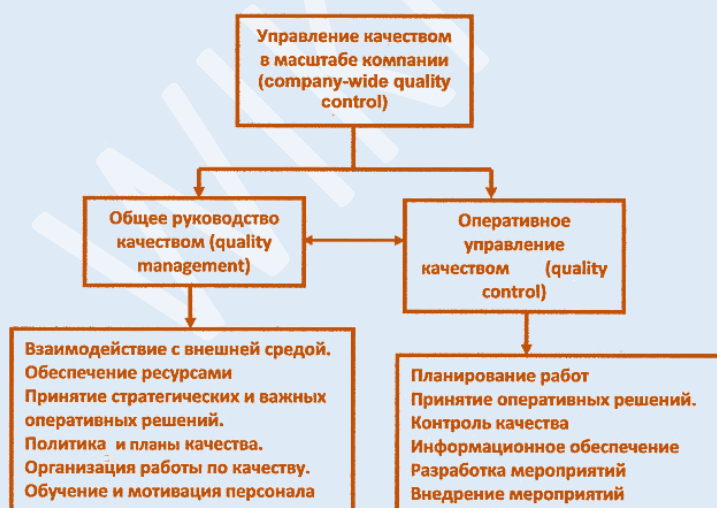 Управление качеством
в масштабе компании
(company-wide quality
control)
Общее руководство
качеством (quality
management)
Оперативное
управление
качеством (quality
control)
Взаимодействие с внешней средой.
Обеспечение ресурсами
Принятие стратегических и важных
оперативных решений.
Политика и планы качества.
Организация работы по качеству.
Обучение и мотивация персонала
Планирование работ
Принятие оперативных решений.
Контроль качества
Информационное обеспечение
Разработка мероприятий
Внедрение мероприятий